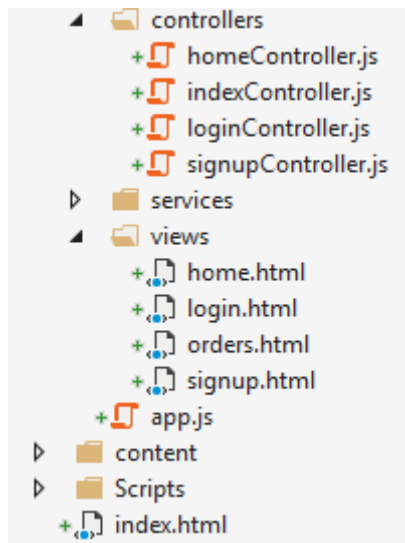 controllers
homeController.js
indexController.js
loginController.js
signupController.js
services
views
home.html
login.html
orders.html
signup.html
app.js
content
Scripts
index.html